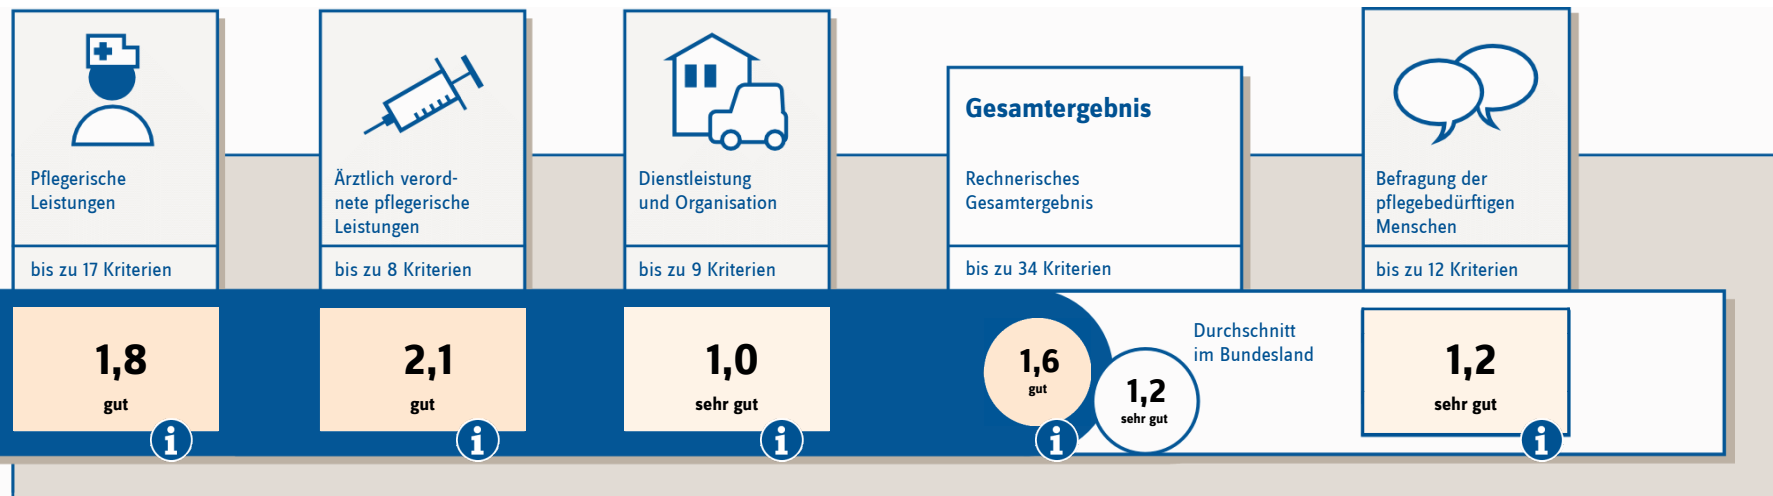 Pflegerische
Leistungen
bis zu 17 Kriterien
1,8
gut
i
Ärztlich verord-
nete pflegerische
Leistungen
bis zu 8 Kriterien
2,1
gut
i
Dienstleistung
und Organisation
bis zu 9 Kriterien
1,0
sehr gut
i
Gesamtergebnis
Rechnerisches
Gesamtergebnis
bis zu 34 Kriterien
1,6
gut
i
1,2
sehr gut
Durchschnitt
im Bundesland
Befragung der
pflegebedürftigen
Menschen
bis zu 12 Kriterien
1,2
sehr gut
i